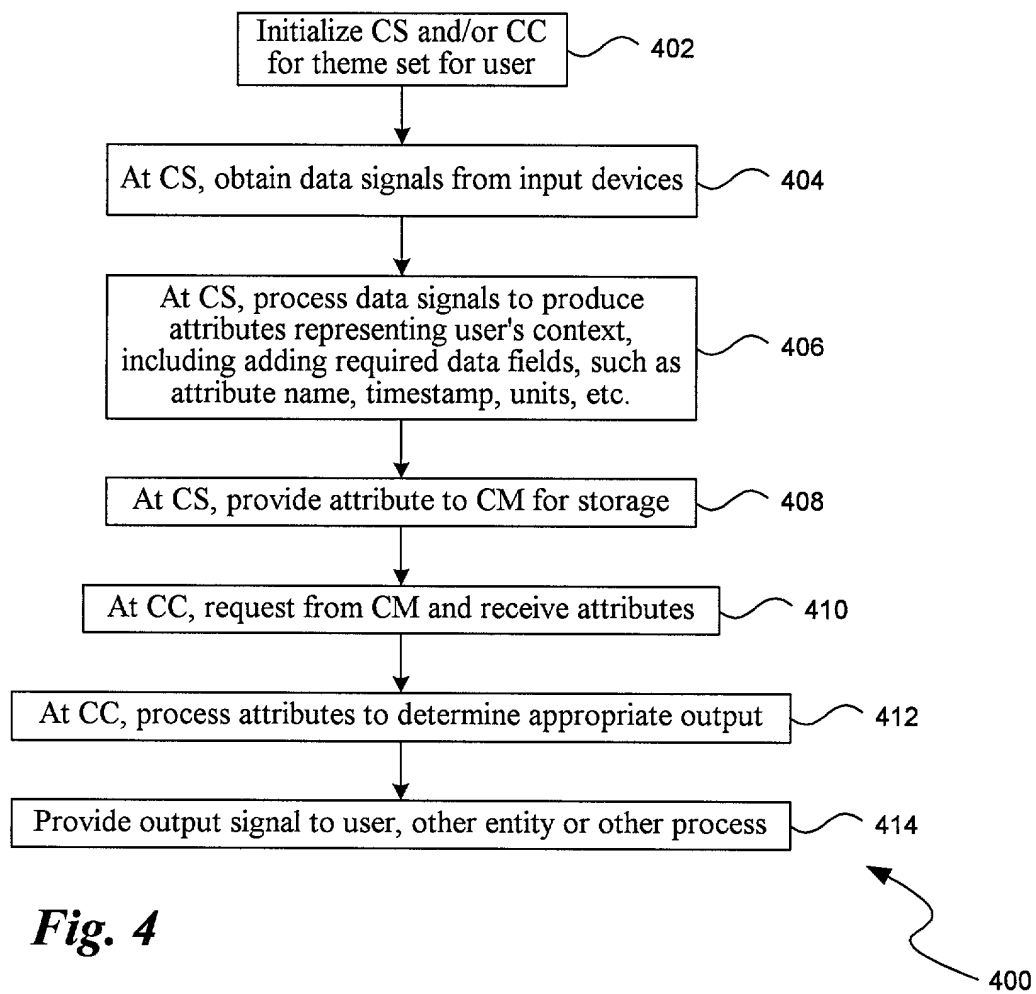 Initialize CS and/or CC
for theme set for user
402
At CS, obtain data signals from input devices
404
At CS, process data signals to produce
attributes representing user's context,
including adding required data fields, such as
attribute name, timestamp, units, etc.
406
At CS, provide attribute to CM for storage
408
At CC, request from CM and receive attributes
410
At CC, process attributes to determine appropriate output
412
Provide output signal to user, other entity or other process
414
Fig. 4
400